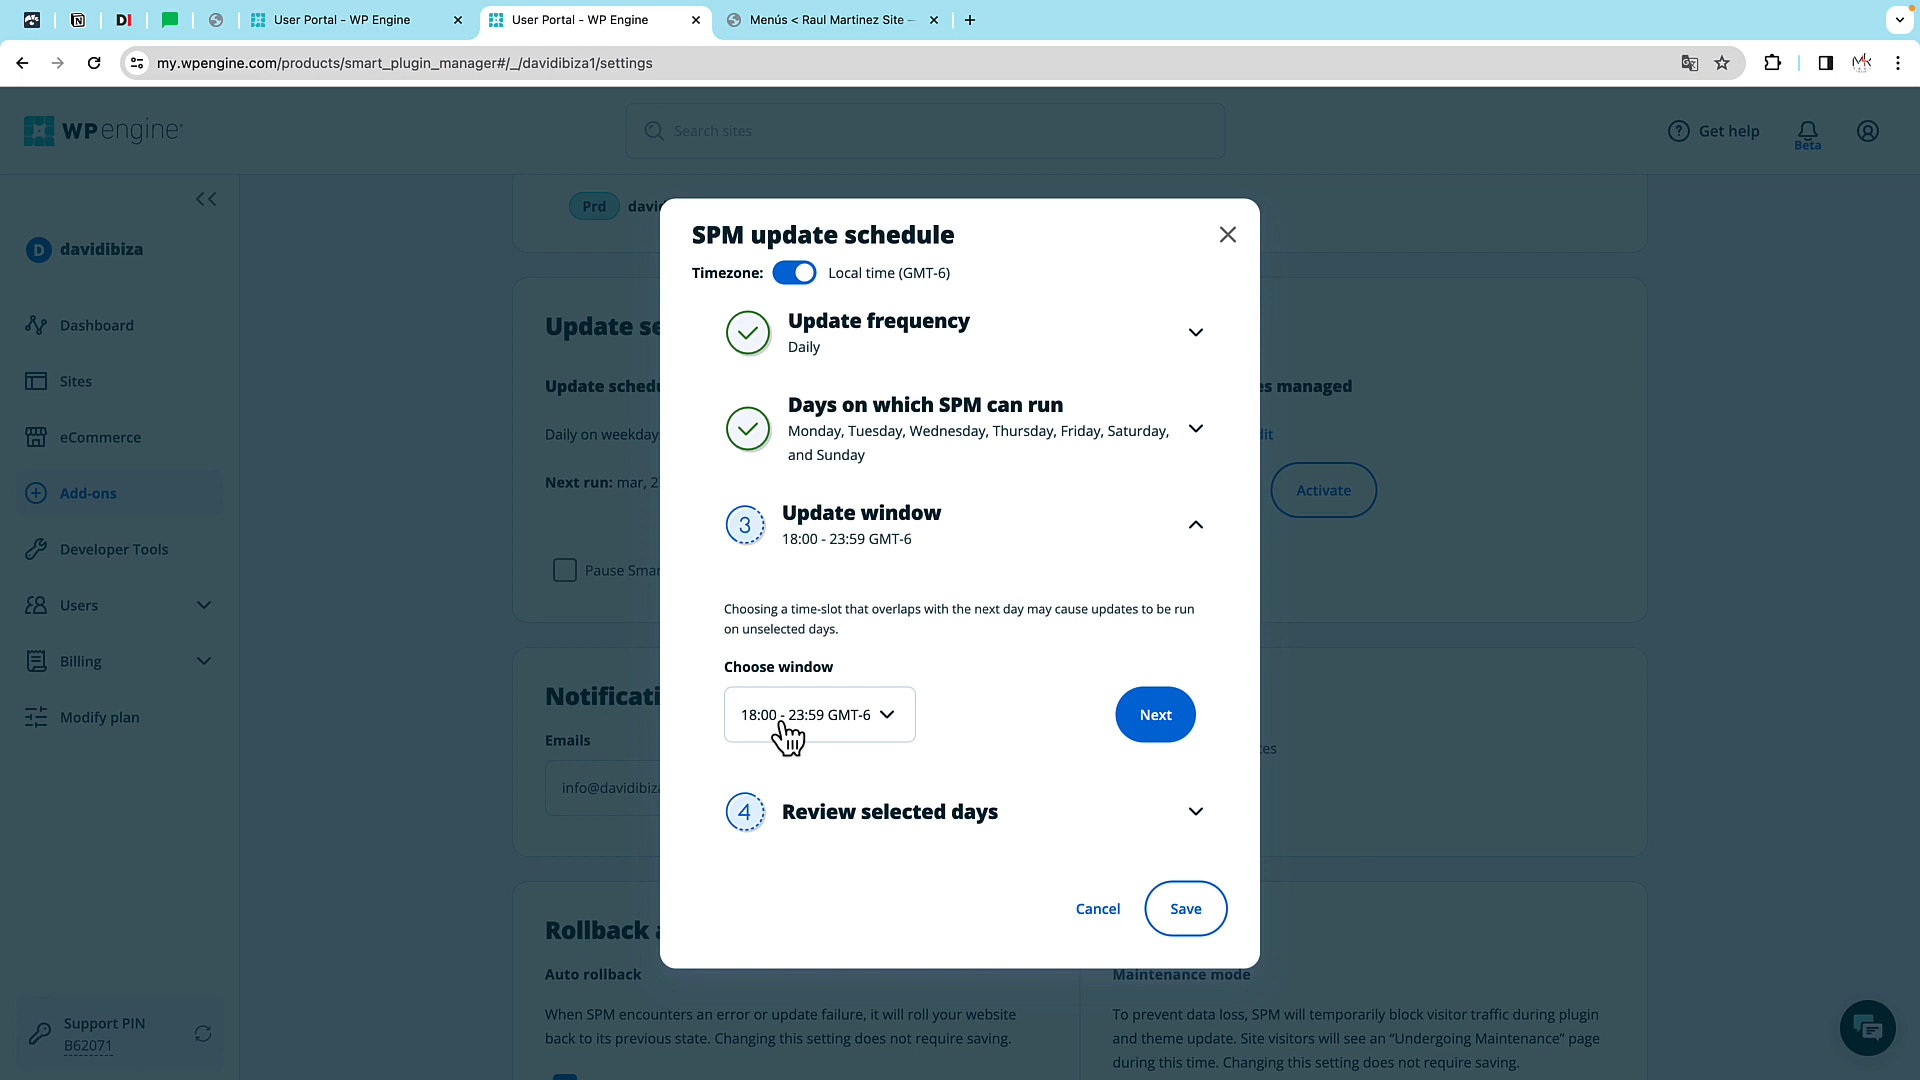 DI
User Portal - WP Engine
User Portal - WP Engine
Menús < Raul Martinez Site —
my.wpengine.com/products/smart_plugin_manager#/_/davidibiza1/settings
WP engine
Search sites
Get help
Beta
D davidibiza
Dashboard
Sites
eCommerce
Add-ons
Developer Tools
Users
Billing
Modify plan
Support PIN
B62071
Prd
Update
Daily on
Next run: mar,
Pause
Emails
Rollback
Auto rollback
When SPM encounters an error or update failure, it will roll your website
back to its previous state. Changing this setting does not require saving.
managed
Activate
Maintenance mode
To prevent data loss, SPM will temporarily block visitor traffic during plugin
and theme update. Site visitors will see an “Undergoing Maintenance” page
during this time. Changing this setting does not require saving.
SPM update schedule
Timezone: Local time (GMT-6)
Update frequency
Daily
Days on which SPM can run
Monday, Tuesday, Wednesday, Thursday, Friday, Saturday,
and Sunday
3 Update window
18:00 - 23:59 GMT-6
Choosing a time-slot that overlaps with the next day may cause updates to be run
on unselected days.
Choose window
18:00 - 23:59 GMT-6
Next
4 Review selected days
Cancel
Save